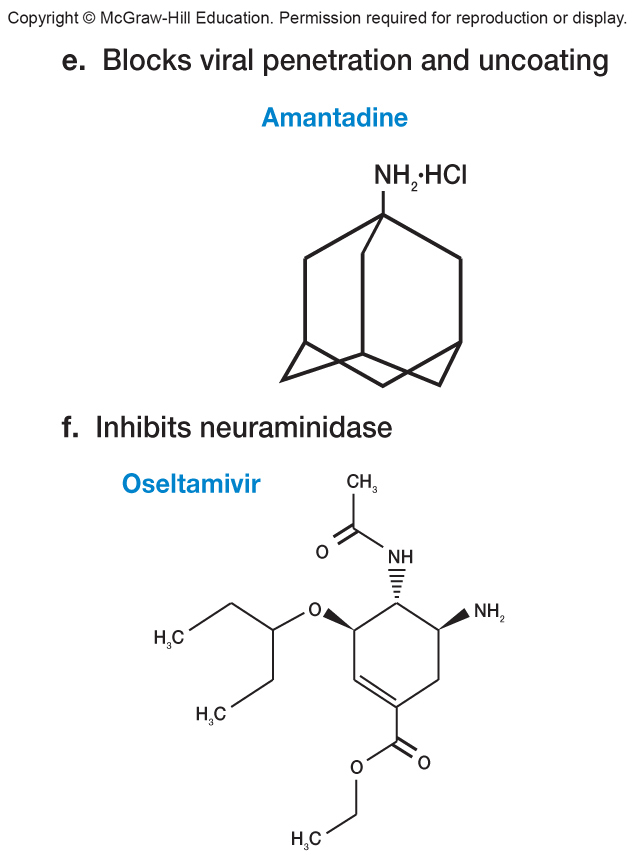 Copyright © McGraw-Hill Education. Permission required for reproduction or display.
e. Blocks viral penetration and uncoating
Amantadine
NH₂·HCl
f. Inhibits neuraminidase
Oseltamivir
CH₃
O
NH
O
NH₂
H₃C
H₃C
O
O
H₃C